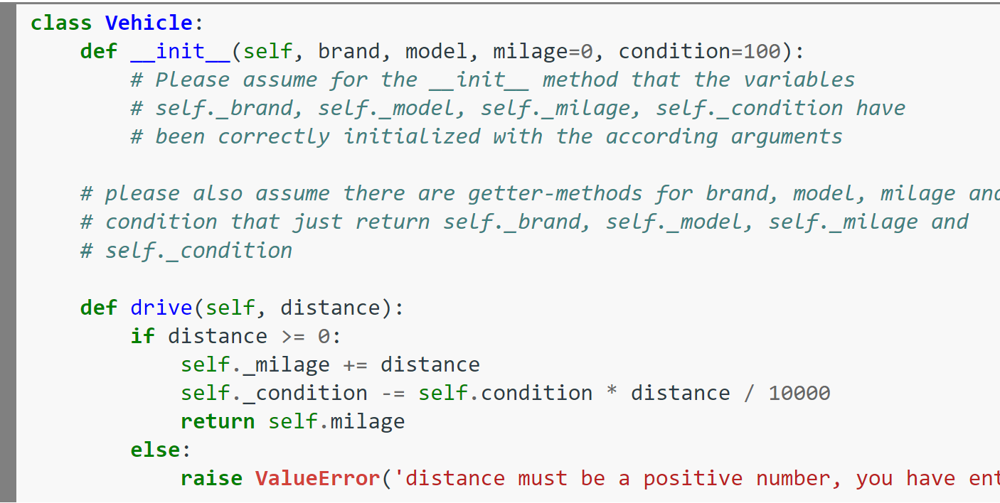 class Vehicle:
    def __init__(self, brand, model, milage=0, condition=100):
        # Please assume for the __init__ method that the variables
        # self._brand, self._model, self._milage, self._condition have
        # been correctly initialized with the according arguments

    # please also assume there are getter-methods for brand, model, milage and
    # condition that just return self._brand, self._model, self._milage and
    # self._condition

    def drive(self, distance):
        if distance >= 0:
            self._milage += distance
            self._condition -= self.condition * distance / 10000
            return self.milage
        else:
            raise ValueError('distance must be a positive number, you have